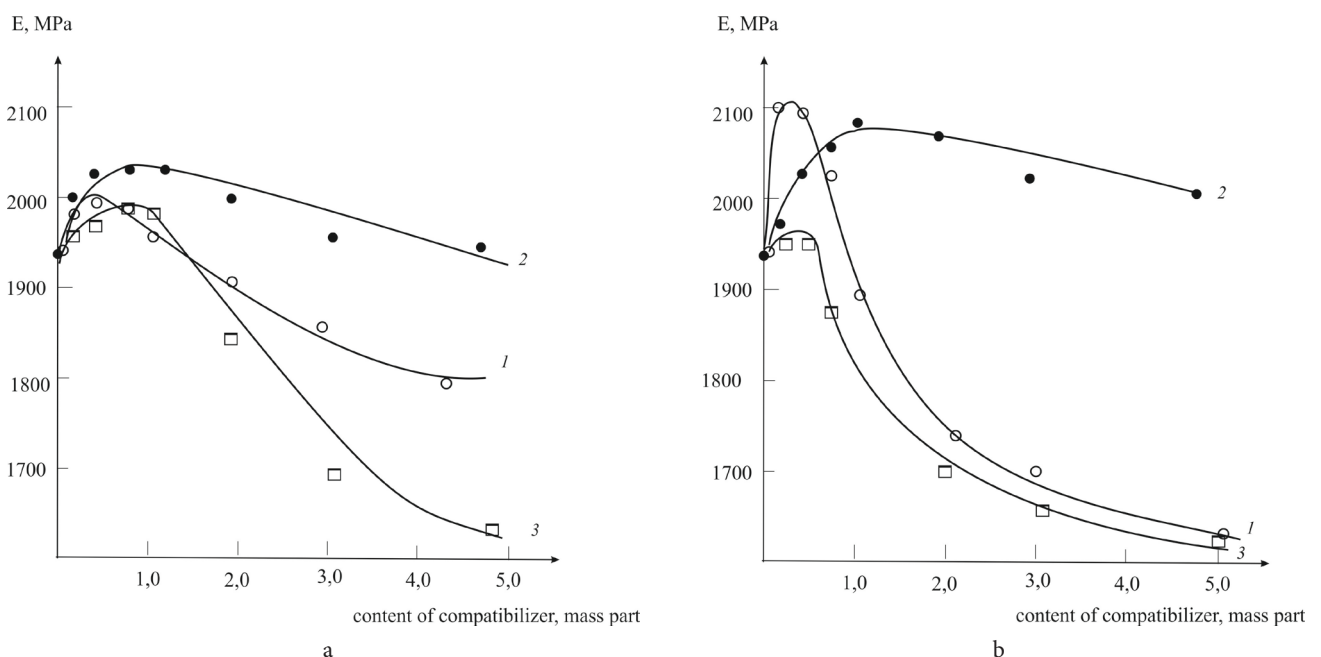 E, MPa
2100
2000
1900
1800
1700
2
1
3
1,0 2,0 3,0 4,0 5,0
content of compatibilizer, mass part
a
E, MPa
2100
2000
1900
1800
1700
2
1
3
1,0 2,0 3,0 4,0 5,0
content of compatibilizer, mass part
b